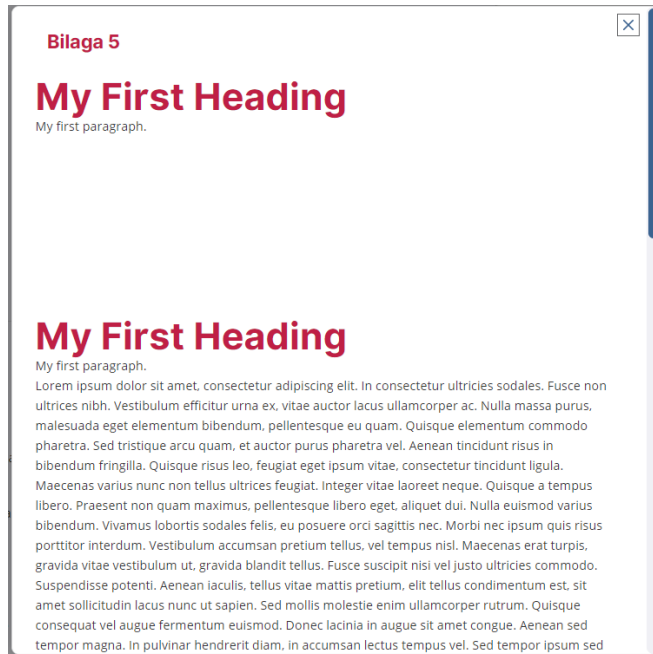 Bilaga 5
My First Heading
My first paragraph.
My First Heading
My first paragraph.
Lorem ipsum dolor sit amet, consectetur adipiscing elit. In consectetur ultricies sodales. Fusce non
ultrices nibh. Vestibulum efficitur urna ex, vitae auctor lacus ullamcorper ac. Nulla massa purus,
malesuada eget elementum bibendum, pellentesque eu quam. Quisque elementum commodo
pharetra. Sed tristique arcu quam, et auctor purus pharetra vel. Aenean tincidunt risus in
bibendum fringilla. Quisque risus leo, feugiat eget ipsum vitae, consectetur tincidunt ligula.
Maecenas varius nunc non tellus ultrices feugiat. Integer vitae laoreet neque. Quisque a tempus
libero. Praesent non quam maximus, pellentesque libero eget, aliquet dui. Nulla euismod varius
bibendum. Vivamus lobortis sodales felis, eu posuere orci sagittis nec. Morbi nec ipsum quis risus
porttitor interdum. Vestibulum accumsan pretium tellus, vel tempus nisl. Maecenas erat turpis,
gravida vitae vestibulum ut, gravida blandit tellus. Fusce suscipit nisi vel justo ultricies commodo.
Suspendisse potenti. Aenean iaculis, tellus vitae mattis pretium, elit tellus condimentum est, sit
amet sollicitudin lacus nunc ut sapien. Sed mollis molestie enim ullamcorper rutrum. Quisque
consequat vel augue fermentum euismod. Donec lacinia in augue sit amet congue. Aenean sed
tempor magna. In pulvinar hendrerit diam, in accumsan lectus tempus vel. Sed tempor ipsum sed